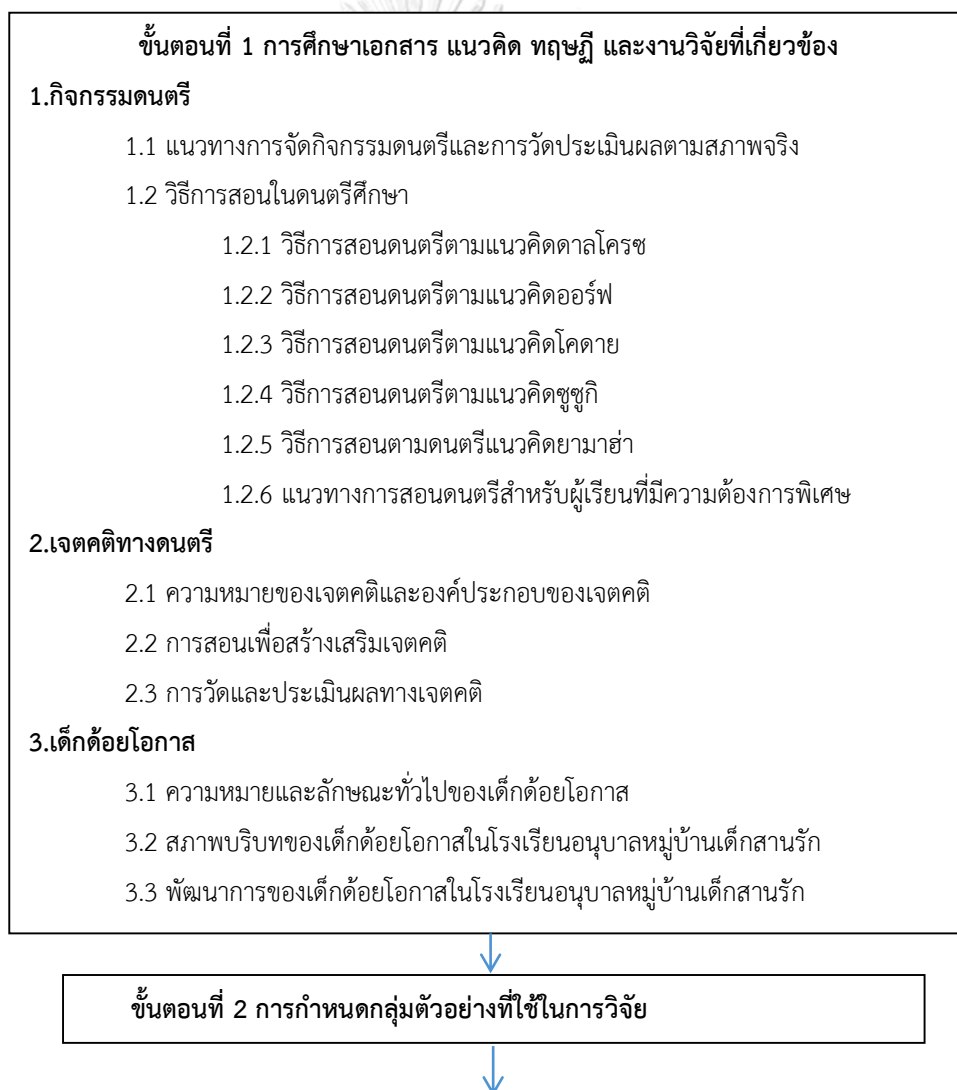 ขั้นตอนที่ 1 การศึกษาเอกสาร แนวคิด ทฤษฎี และงานวิจัยที่เกี่ยวข้อง
1.กิจกรรมดนตรี
1.1 แนวทางการจัดกิจกรรมดนตรีและการวัดประเมินผลตามสภาพจริง
1.2 วิธีการสอนในดนตรีศึกษา
1.2.1 วิธีการสอนดนตรีตามแนวคิดดาลโครซ
1.2.2 วิธีการสอนดนตรีตามแนวคิดออร์ฟ
1.2.3 วิธีการสอนดนตรีตามแนวคิดโคดาย
1.2.4 วิธีการสอนดนตรีตามแนวคิดซูซูกิ
1.2.5 วิธีการสอนตามดนตรีแนวคิดยามาฮ่า
1.2.6 แนวทางการสอนดนตรีสำหรับผู้เรียนที่มีความต้องการพิเศษ
2.เจตคติทางดนตรี
2.1 ความหมายของเจตคติและองค์ประกอบของเจตคติ
2.2 การสอนเพื่อสร้างเสริมเจตคติ
2.3 การวัดและประเมินผลทางเจตคติ
3.เด็กด้อยโอกาส
3.1 ความหมายและลักษณะทั่วไปของเด็กด้อยโอกาส
3.2 สภาพบริบทของเด็กด้อยโอกาสในโรงเรียนอนุบาลหมู่บ้านเด็กสานรัก
3.3 พัฒนาการของเด็กด้อยโอกาสในโรงเรียนอนุบาลหมู่บ้านเด็กสานรัก
ขั้นตอนที่ 2 การกำหนดกลุ่มตัวอย่างที่ใช้ในการวิจัย